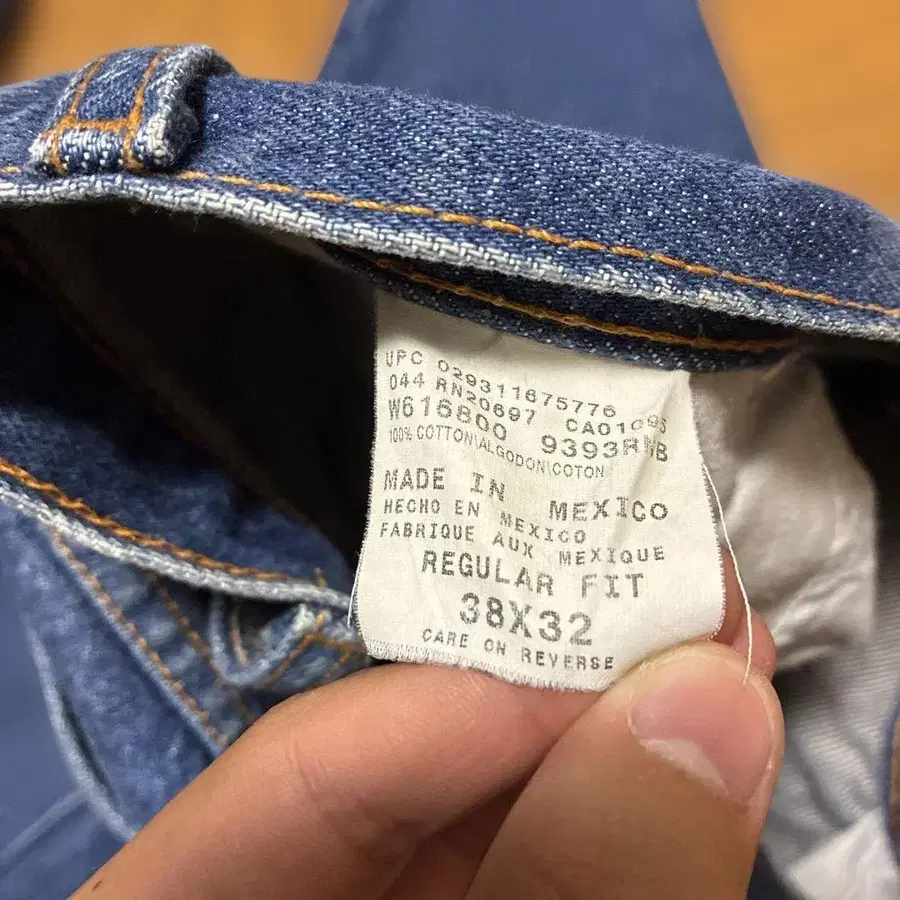 UPC 029311675776
044 RN20697 CA01095
W616800 9393RWB
100% COTTON\ALGODON\COTON
MADE IN MEXICO
HECHO EN MEXICO
FABRIQUE AUX MEXIQUE
REGULAR FIT
38X32
CARE ON REVERSE